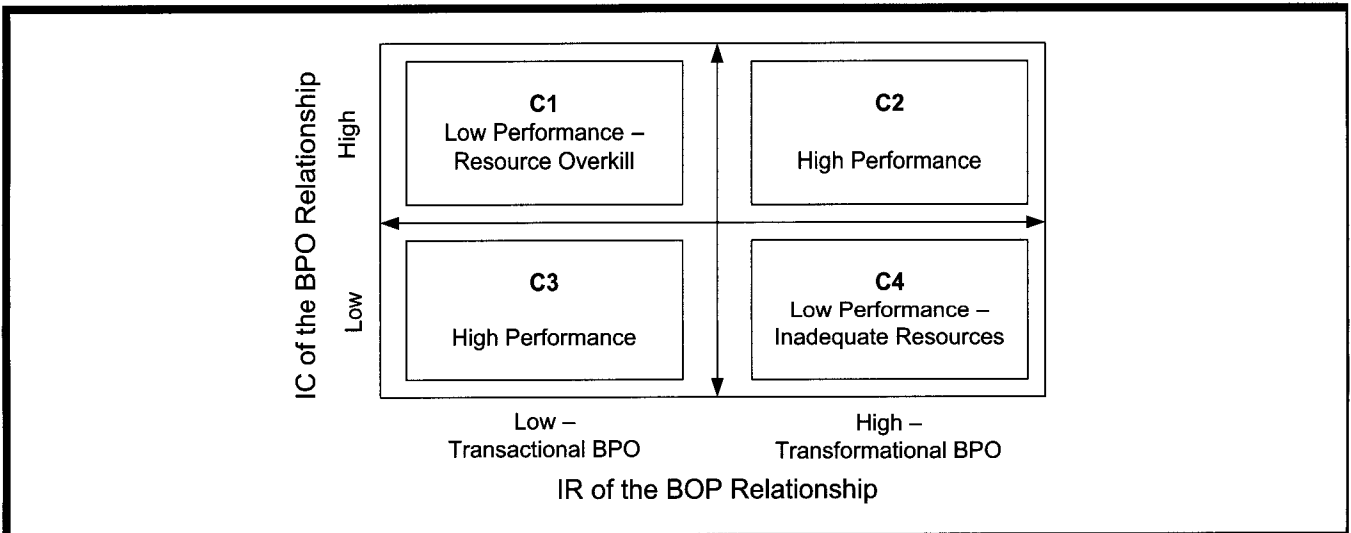 IC of the BPO Relationship
High
Low
C1
Low Performance –
Resource Overkill
C2
High Performance
C3
High Performance
C4
Low Performance –
Inadequate Resources
Low –
Transactional BPO
High –
Transformational BPO
IR of the BOP Relationship